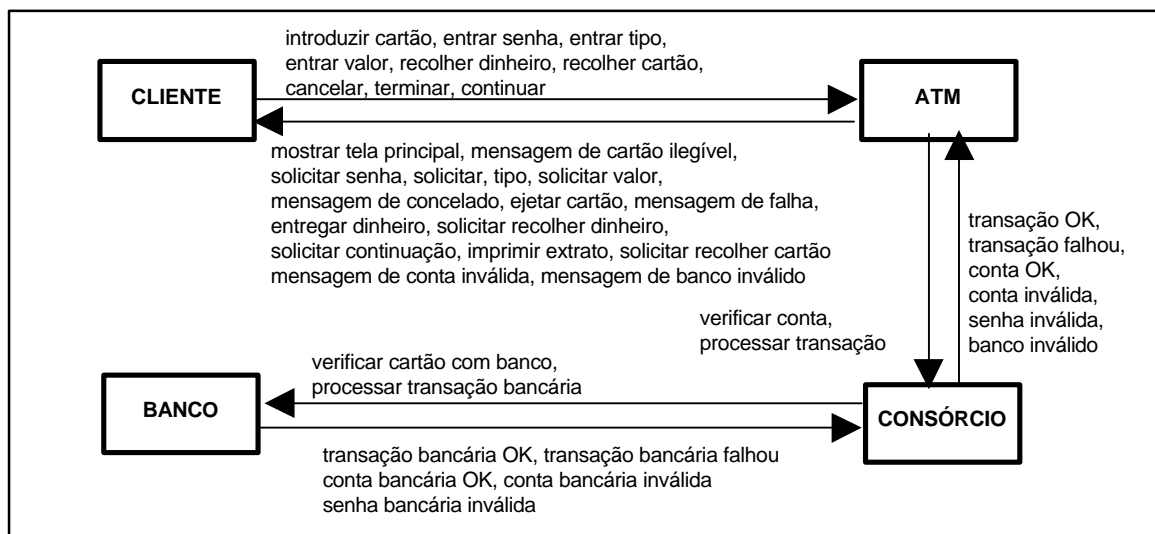 introduzir cartão, entrar senha, entrar tipo,
entrar valor, recolher dinheiro, recolher cartão,
cancelar, terminar, continuar
CLIENTE
ATM
mostrar tela principal, mensagem de cartão ilegível,
solicitar senha, solicitar, tipo, solicitar valor,
mensagem de concelado, ejetar cartão, mensagem de falha,
entregar dinheiro, solicitar recolher dinheiro,
solicitar continuação, imprimir extrato, solicitar recolher cartão
mensagem de conta inválida, mensagem de banco inválido
transação OK,
transação falhou,
conta OK,
conta inválida,
senha inválida,
banco inválido
verificar conta,
processar transação
verificar cartão com banco,
processar transação bancária
BANCO
CONSÓRCIO
transação bancária OK, transação bancária falhou
conta bancária OK, conta bancária inválida
senha bancária inválida